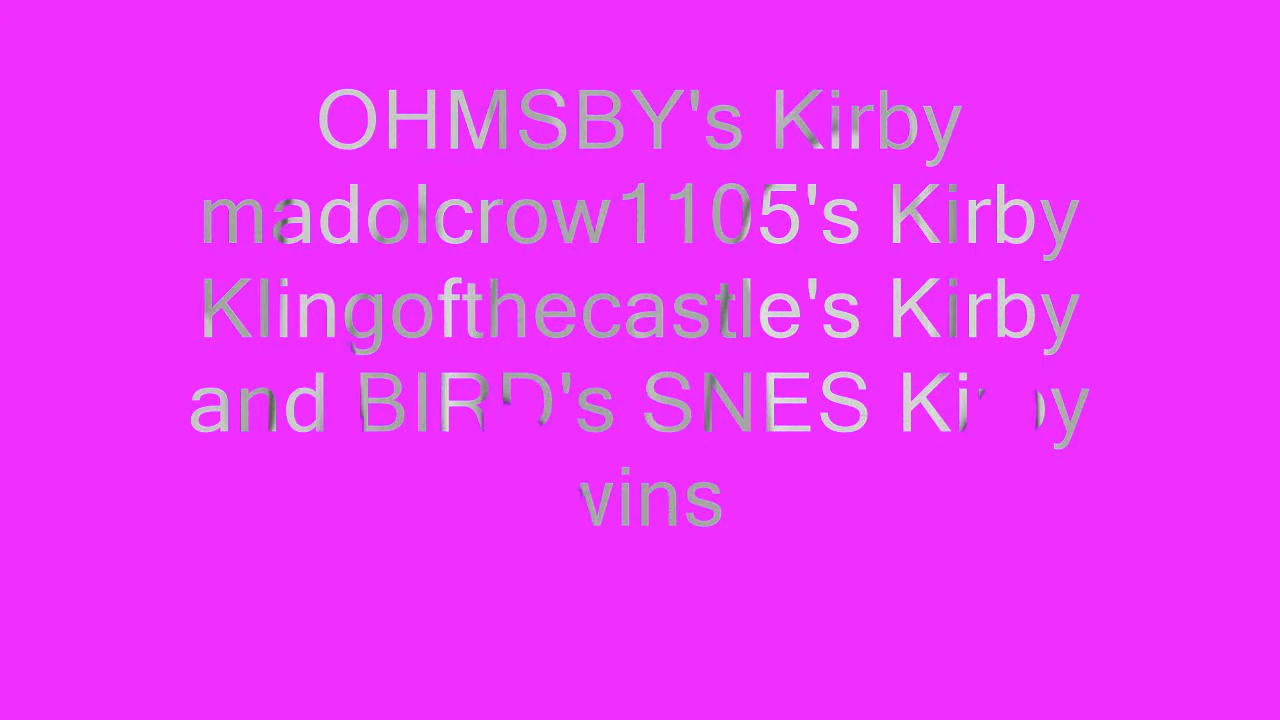 OHMSBY's Kirby
madolcrow1105's Kirby
Klingofthecastle's Kirby
and BIRD's SNES Kirby
vins